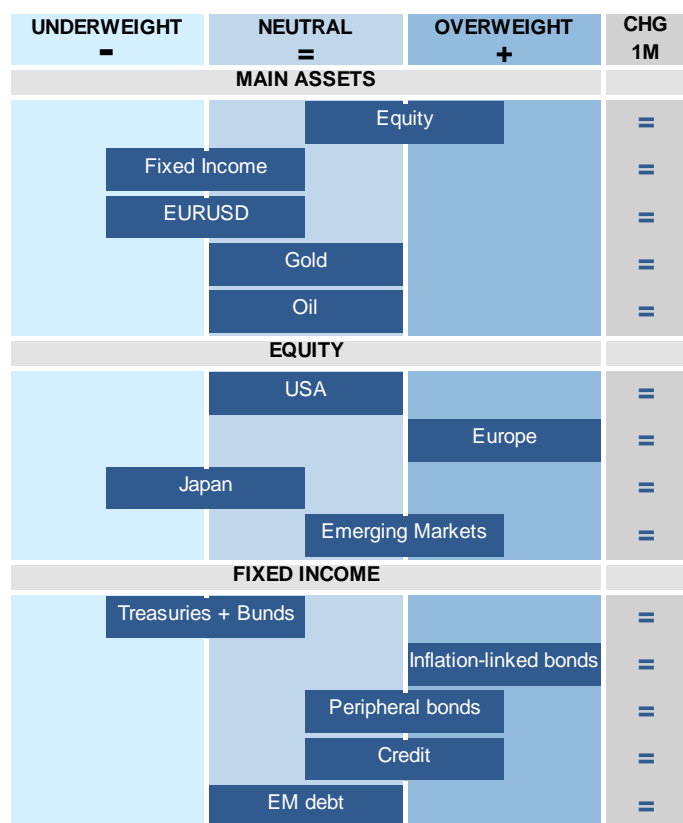 UNDERWEIGHT NEUTRAL OVERWEIGHT CHG
- = + 1M
MAIN ASSETS
Equity =
Fixed Income =
EURUSD =
Gold =
Oil =
EQUITY
USA =
Europe =
Japan =
Emerging Markets =
FIXED INCOME
Treasuries + Bunds =
Inflation-linked bonds =
Peripheral bonds =
Credit =
EM debt =